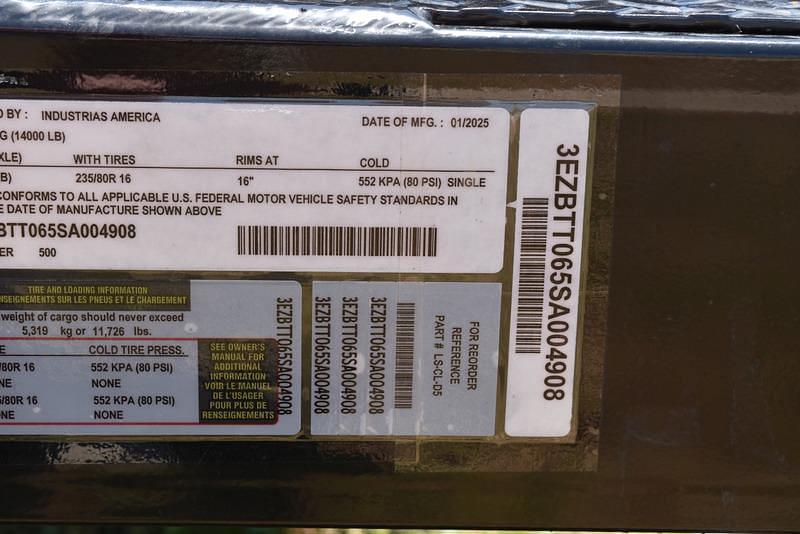 D BY : INDUSTRIAS AMERICA
DATE OF MFG. : 01/2025
G (14000 LB)
XLE) WITH TIRES RIMS AT COLD
B) 235/80R 16 16" 552 KPA (80 PSI) SINGLE
CONFORMS TO ALL APPLICABLE U.S. FEDERAL MOTOR VEHICLE SAFETY STANDARDS IN
E DATE OF MANUFACTURE SHOWN ABOVE
BTT065SA004908
ER 500
3EZBTT065SA004908
TIRE AND LOADING INFORMATION
NSEIGNEMENTS SUR LES PNEUS ET LE CHARGEMENT
weight of cargo should never exceed
5,319 kg or 11,726 lbs.
E COLD TIRE PRESS.
/80R 16 552 KPA (80 PSI)
NE NONE
5/80R 16 552 KPA (80 PSI)
ONE NONE
SEE OWNER'S
MANUAL FOR
ADDITIONAL
INFORMATION
VOIR LE MANUEL
DE L'USAGER
POUR PLUS DE
RENSEIGNEMENTS
3EZBTT065SA004908
3EZBTT065SA004908
3EZBTT065SA004908
3EZBTT065SA004908
FOR REORDER
REFERENCE
PART # LS-CL-05